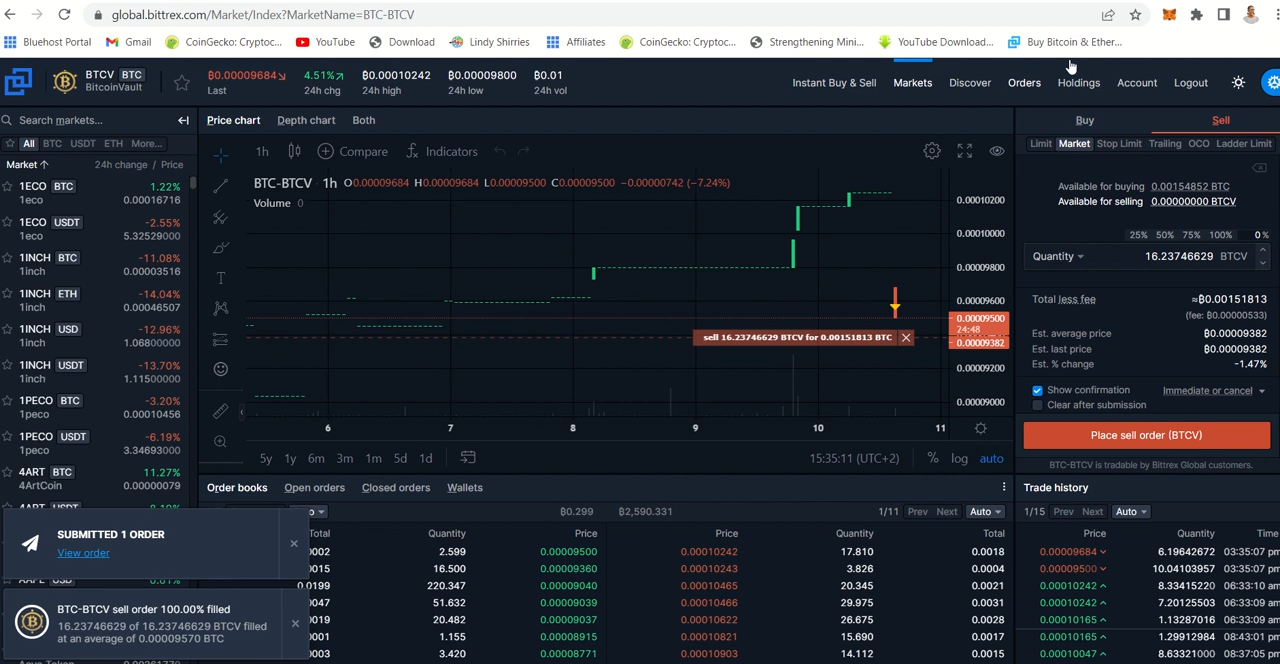 global.bittrex.com/Market/Index?MarketName=BTC-BTCV
Bluehost Portal Gmail CoinGecko: Cryptoc... YouTube Download Lindy Shirries Affiliates CoinGecko: Cryptoc... Strengthening Mini... YouTube Download... Buy Bitcoin & Ether...
BTCV BTC
BitcoinVault
₿0.00009684↘ 4.51%↗ ₿0.00010242 ₿0.00009800 ₿0.01
Last 24h chg 24h high 24h low 24h vol
Instant Buy & Sell Markets Discover Orders Holdings Account Logout
Search markets...
All BTC USDT ETH More...
Market 24h change / Price
1ECO BTC 1.22%
1eco 0.00016716
1ECO USDT -2.55%
1eco 5.32529000
1INCH BTC -11.08%
1inch 0.00003516
1INCH ETH -14.04%
1inch 0.00046507
1INCH USD -12.96%
1inch 1.06800000
1INCH USDT -13.70%
1inch 1.11500000
1PECO BTC -3.20%
1peco 0.00010456
1PECO USDT -6.19%
1peco 3.34693000
4ART BTC 11.27%
4ArtCoin 0.00000079
Price chart Depth chart Both
1h Compare Indicators
BTC-BTCV 1h O0.00009684 H0.00009684 L0.00009500 C0.00009500 −0.00000742 (−7.24%)
Volume 0
0.00010200
0.00010000
0.00009800
0.00009600
0.00009500
24:48
0.00009382
0.00009200
0.00009000
sell 16.23746629 BTCV for 0.00151813 BTC
6 7 8 9 10 11
5y 1y 6m 3m 1m 5d 1d 15:35:11 (UTC+2) % log auto
Buy Sell
Limit Market Stop Limit Trailing OCO Ladder Limit
Available for buying 0.00154852 BTC
Available for selling 0.00000000 BTCV
25% 50% 75% 100% 0%
Quantity 16.23746629 BTCV
Total less fee ≈₿0.00151813
(fee: ₿0.00000533)
Est. average price ₿0.00009382
Est. last price ₿0.00009382
Est. % change -1.47%
Show confirmation Immediate or cancel
Clear after submission
Place sell order (BTCV)
BTC-BTCV is tradable by Bittrex Global customers.
Order books Open orders Closed orders Wallets
₿0.299 ₿2,590.331 1/11 Prev Next Auto
Total Quantity Price Price Quantity Total
0002 2.599 0.00009500 0.00010242 17.810 0.0018
0015 16.500 0.00009360 0.00010243 3.826 0.0004
0.0199 220.347 0.00009040 0.00010465 20.345 0.0021
0047 51.632 0.00009039 0.00010466 29.975 0.0031
0019 20.482 0.00009037 0.00010622 26.675 0.0028
0001 1.155 0.00008915 0.00010821 15.690 0.0017
0003 3.420 0.00008771 0.00010903 14.112 0.0015
Trade history
1/15 Prev Next Auto
Price Quantity Time
0.00009684 6.19642672 03:35:07 pm
0.00009500 10.04103957 03:35:07 pm
0.00010242 8.33415220 06:33:10 am
0.00010242 7.20125503 06:33:09 am
0.00010165 1.13287016 06:33:09 am
0.00010165 1.29912984 08:43:01 pm
0.00010047 8.63321000 08:37:05 pm
SUBMITTED 1 ORDER
View order
BTC-BTCV sell order 100.00% filled
16.23746629 of 16.23746629 BTCV filled
at an average of 0.00009570 BTC